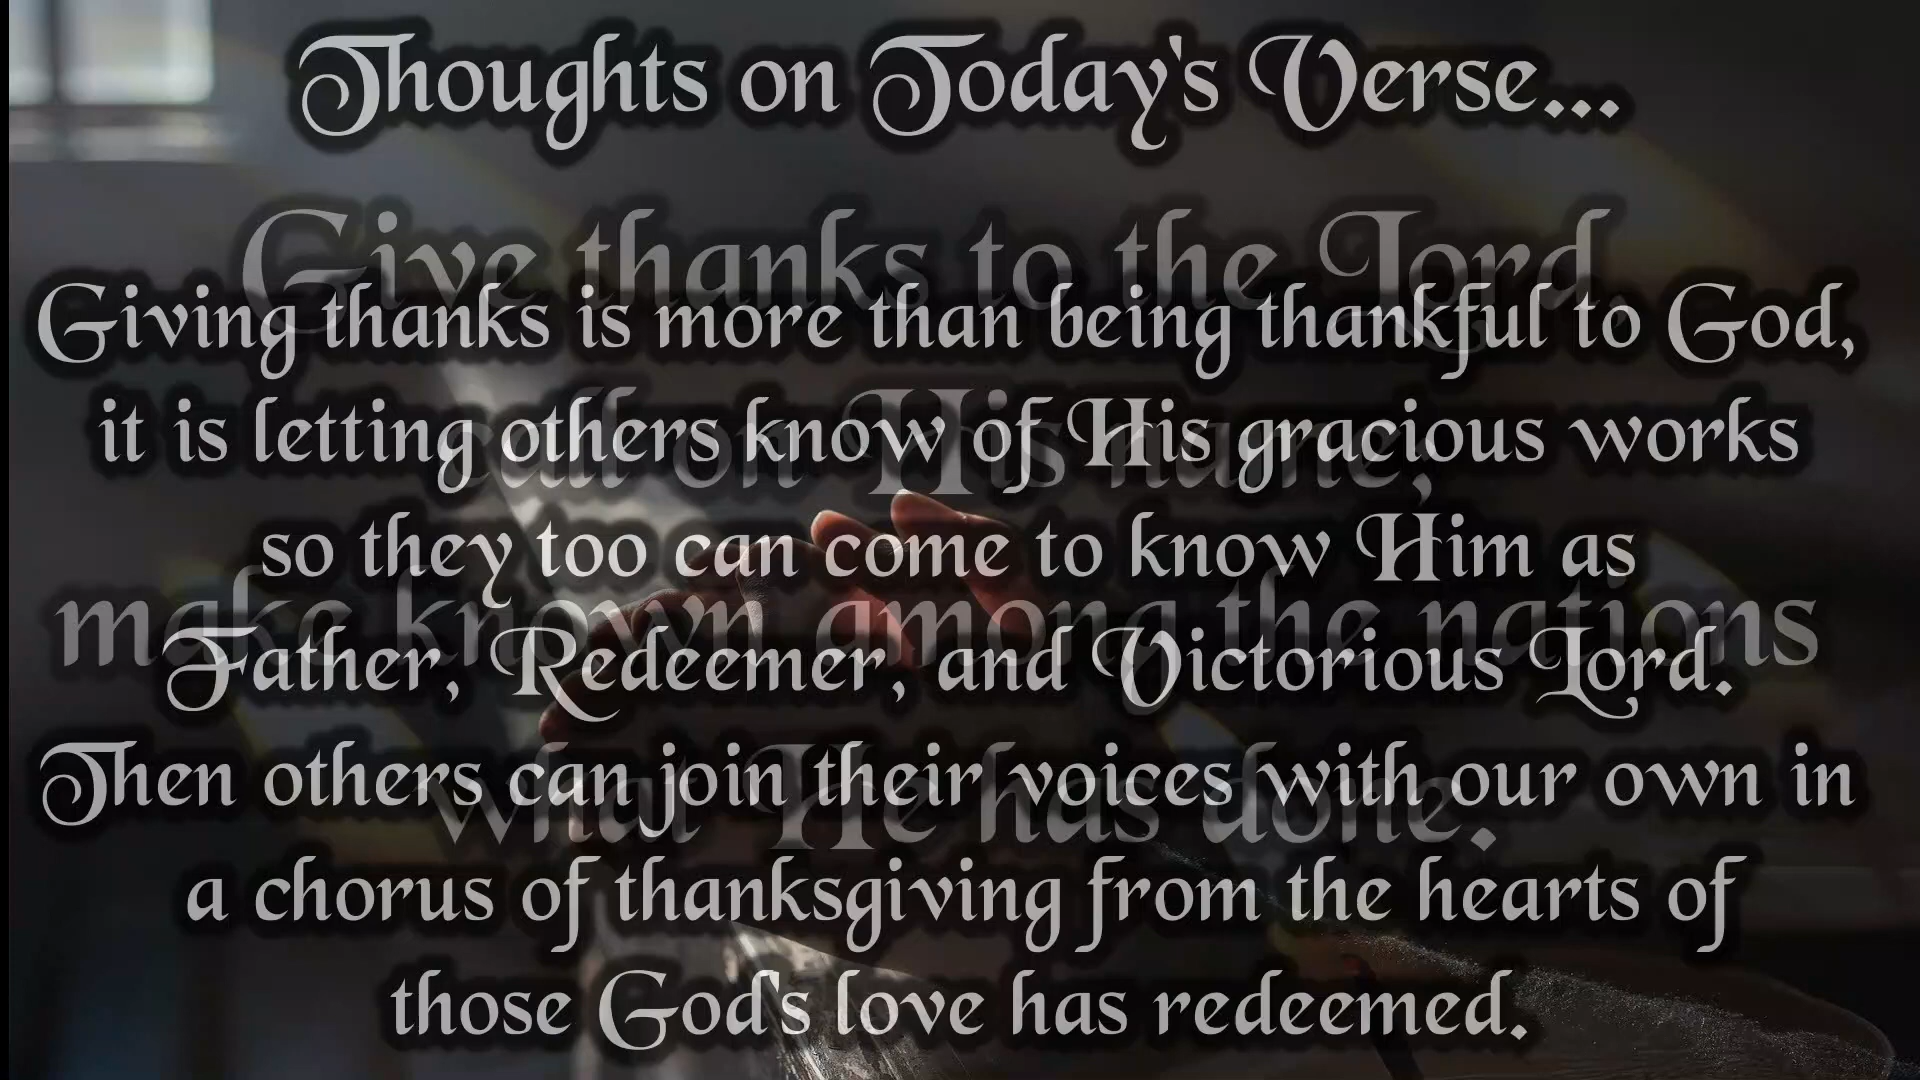 Thoughts on Today's Verse...
Give thanks to the Lord,
Giving thanks is more than being thankful to God,
it is letting others know of His gracious works
call on His name,
so they too can come to know Him as
make known among the nations
Father, Redeemer, and Victorious Lord.
Then others can join their voices with our own in
what He has done.
a chorus of thanksgiving from the hearts of
those God's love has redeemed.